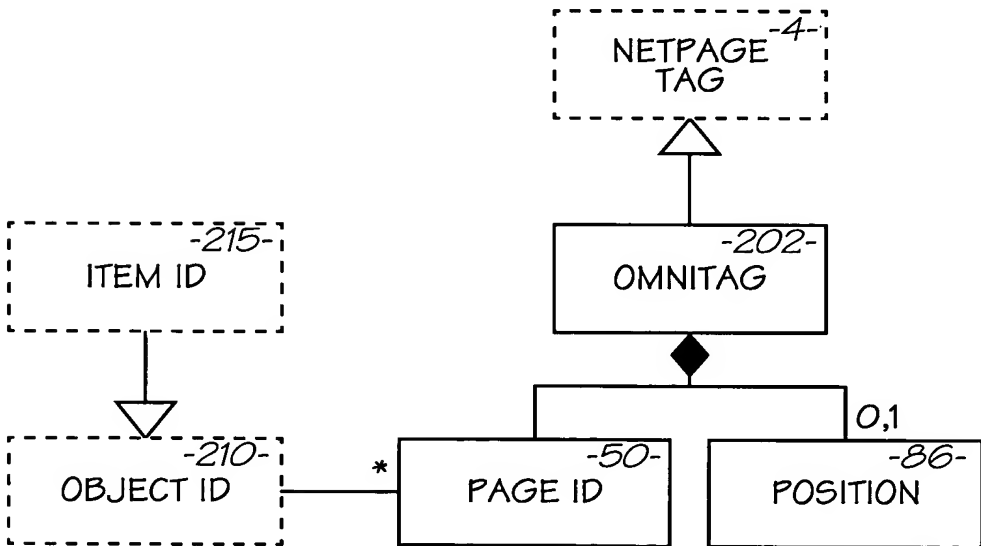 -4-
NETPAGE
TAG
-215-
ITEM ID
-202-
OMNITAG
0,1
-210-
OBJECT ID
*
-50-
PAGE ID
-86-
POSITION